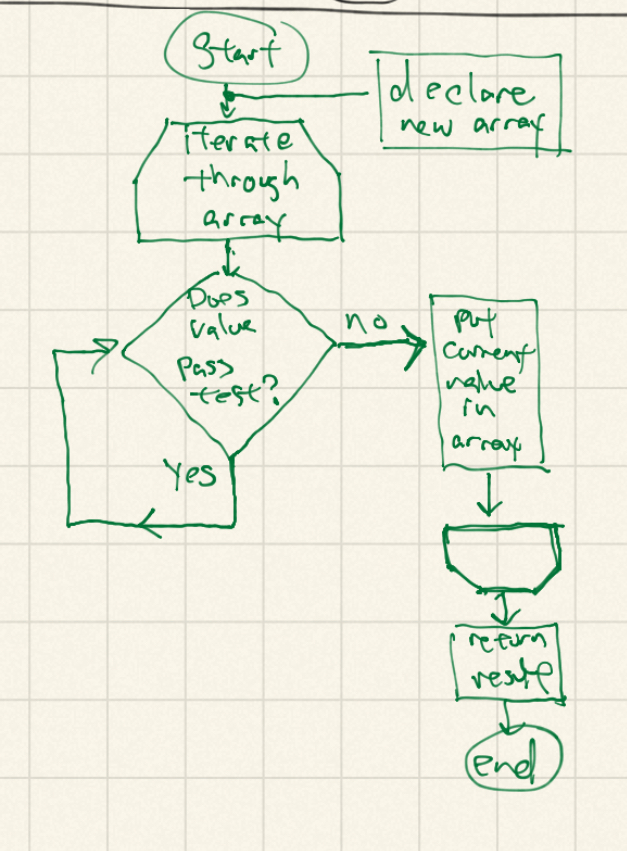 Start
declare
new array
iterate
through
array
Does
value
pass
test?
no
Yes
put
current
value
in
array
return
result
end